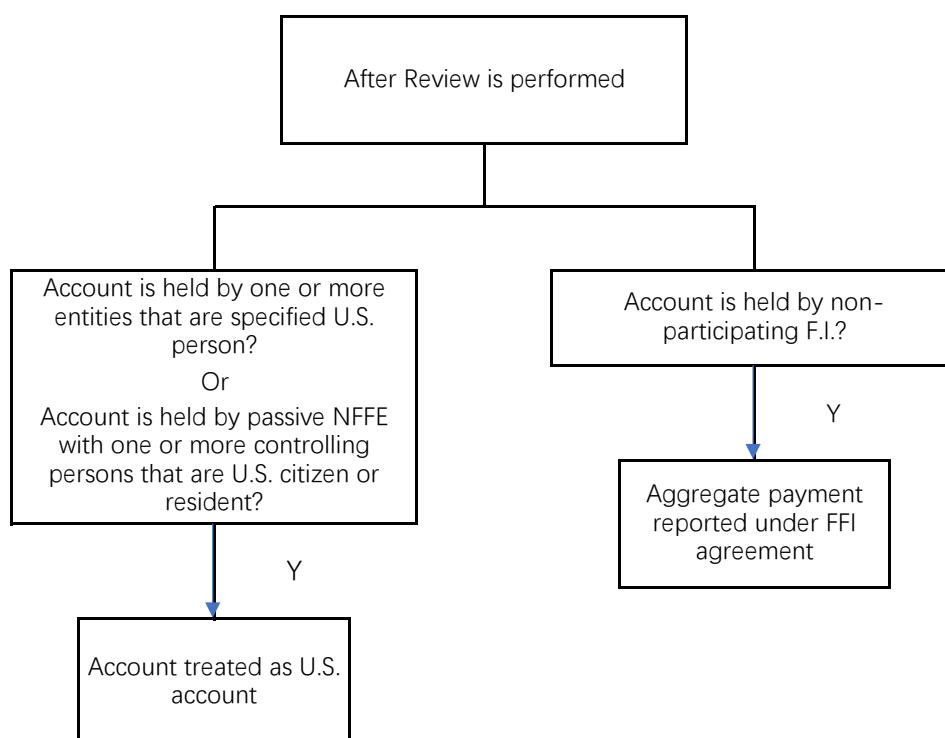 After Review is performed
Account is held by one or more
entities that are specified U.S.
person?
Or
Account is held by passive NFFE
with one or more controlling
persons that are U.S. citizen or
resident?
Y
Account treated as U.S.
account
Account is held by non-
participating F.I.?
Y
Aggregate payment
reported under FFI
agreement